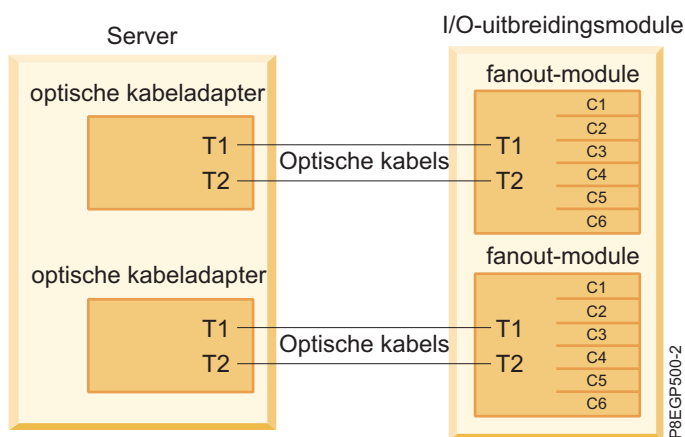 Server
I/O-uitbreidingsmodule
optische kabeladapter
T1
T2
Optische kabels
fanout-module
T1
T2
C1
C2
C3
C4
C5
C6
optische kabeladapter
T1
T2
Optische kabels
fanout-module
T1
T2
C1
C2
C3
C4
C5
C6
P8EGP500-2